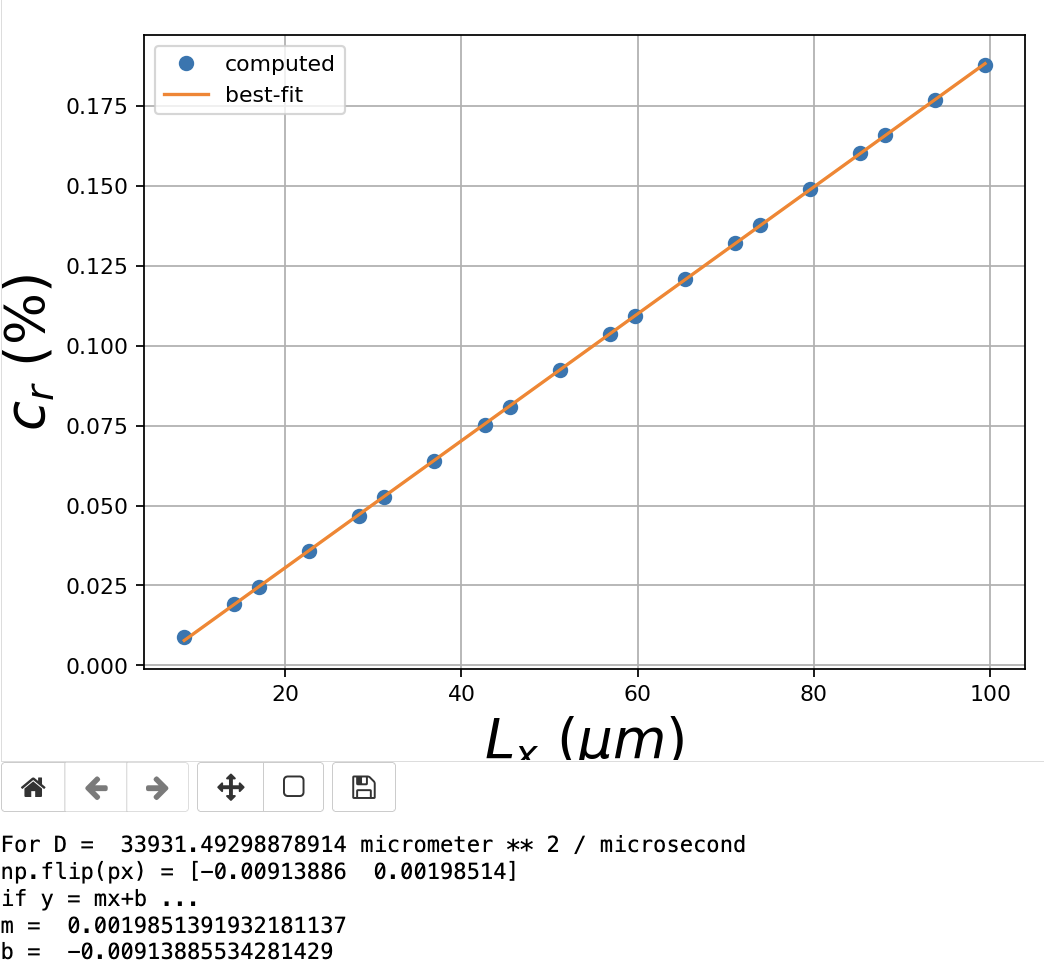 computed
best-fit
0.175
0.150
0.125
0.100
0.075
0.050
0.025
0.000
c_r (%)
20 40 60 80 100
L_x (μm)
For D =  33931.49298878914 micrometer ** 2 / microsecond
np.flip(px) = [-0.00913886  0.00198514]
if y = mx+b ...
m =  0.0019851391932181137
b =  -0.00913885534281429